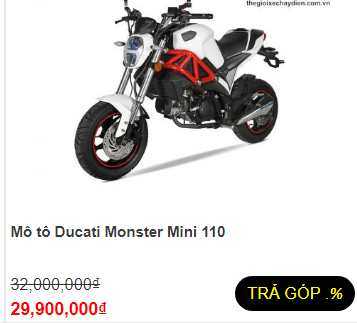 thegioixechaydien.com.vn
Mô tô Ducati Monster Mini 110
32,000,000₫
29,900,000₫
TRẢ GÓP .%